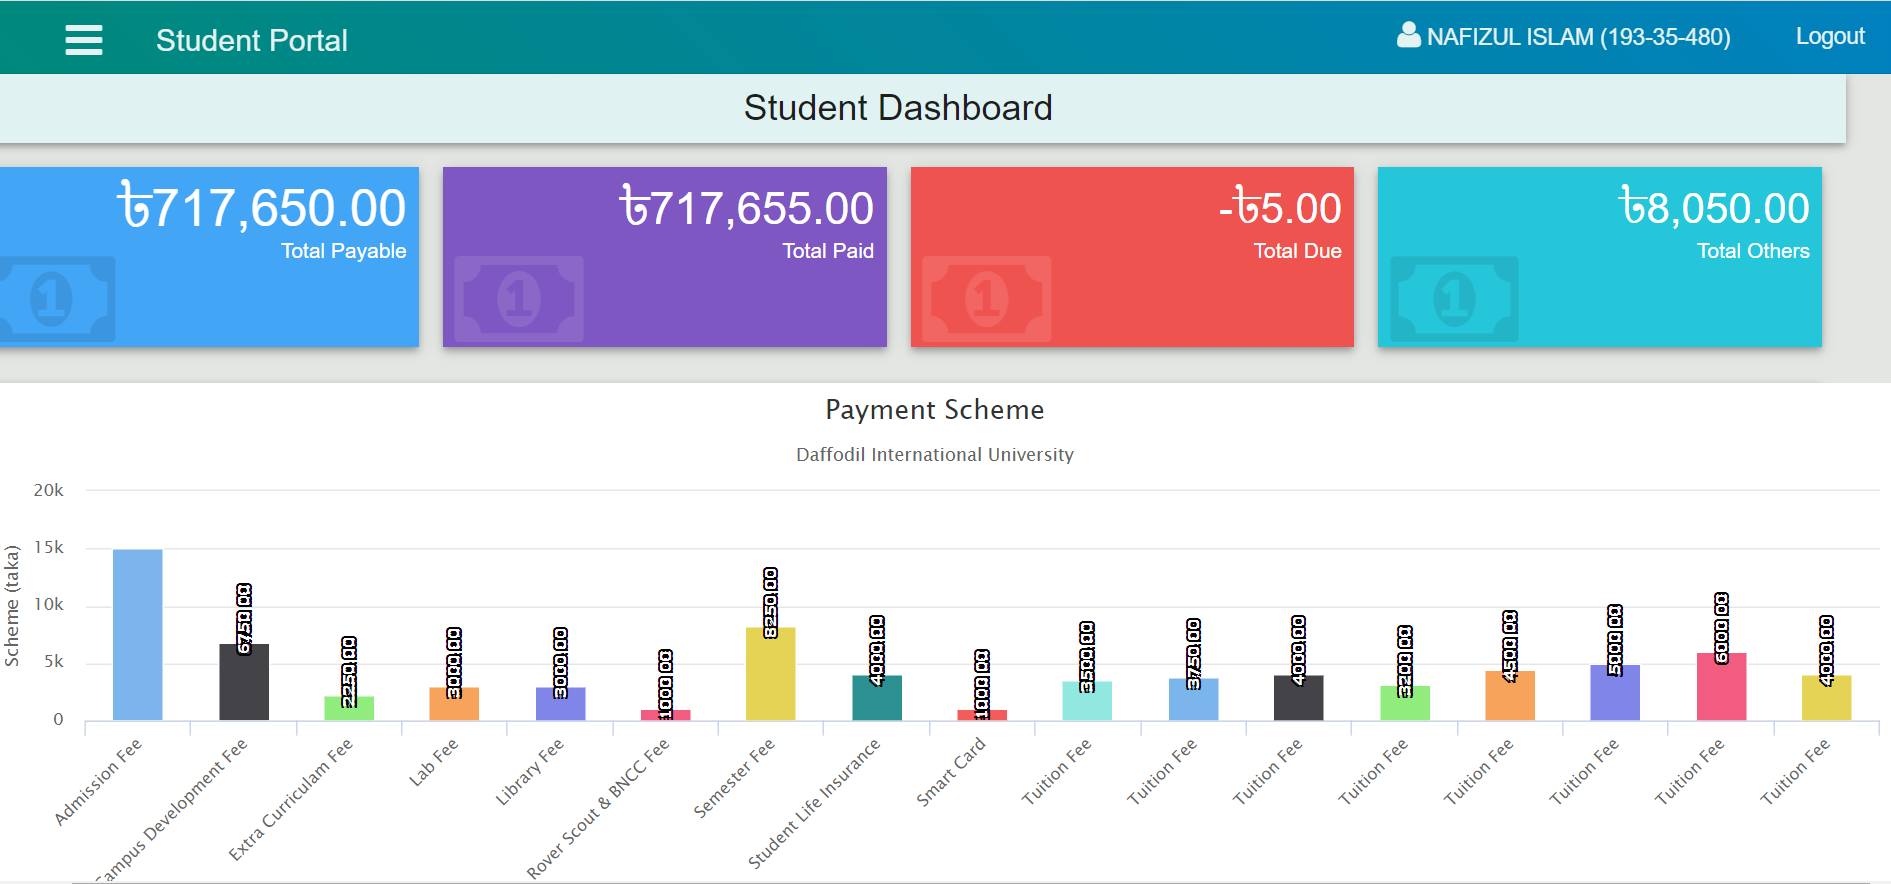 Student Portal
NAFIZUL ISLAM (193-35-480)
Logout
Student Dashboard
৳717,650.00
Total Payable
৳717,655.00
Total Paid
-৳5.00
Total Due
৳8,050.00
Total Others
1
1
1
1
Payment Scheme
Daffodil International University
Scheme (taka)
20k
15k
10k
5k
0
6750.00
2250.00
3000.00
3000.00
1000.00
8250.00
4000.00
1000.00
3500.00
3750.00
4000.00
3200.00
4500.00
5000.00
6000.00
4000.00
Admission Fee
Campus Development Fee
Extra Curriculam Fee
Lab Fee
Library Fee
Rover Scout & BNCC Fee
Semester Fee
Student Life Insurance
Smart Card
Tuition Fee
Tuition Fee
Tuition Fee
Tuition Fee
Tuition Fee
Tuition Fee
Tuition Fee
Tuition Fee